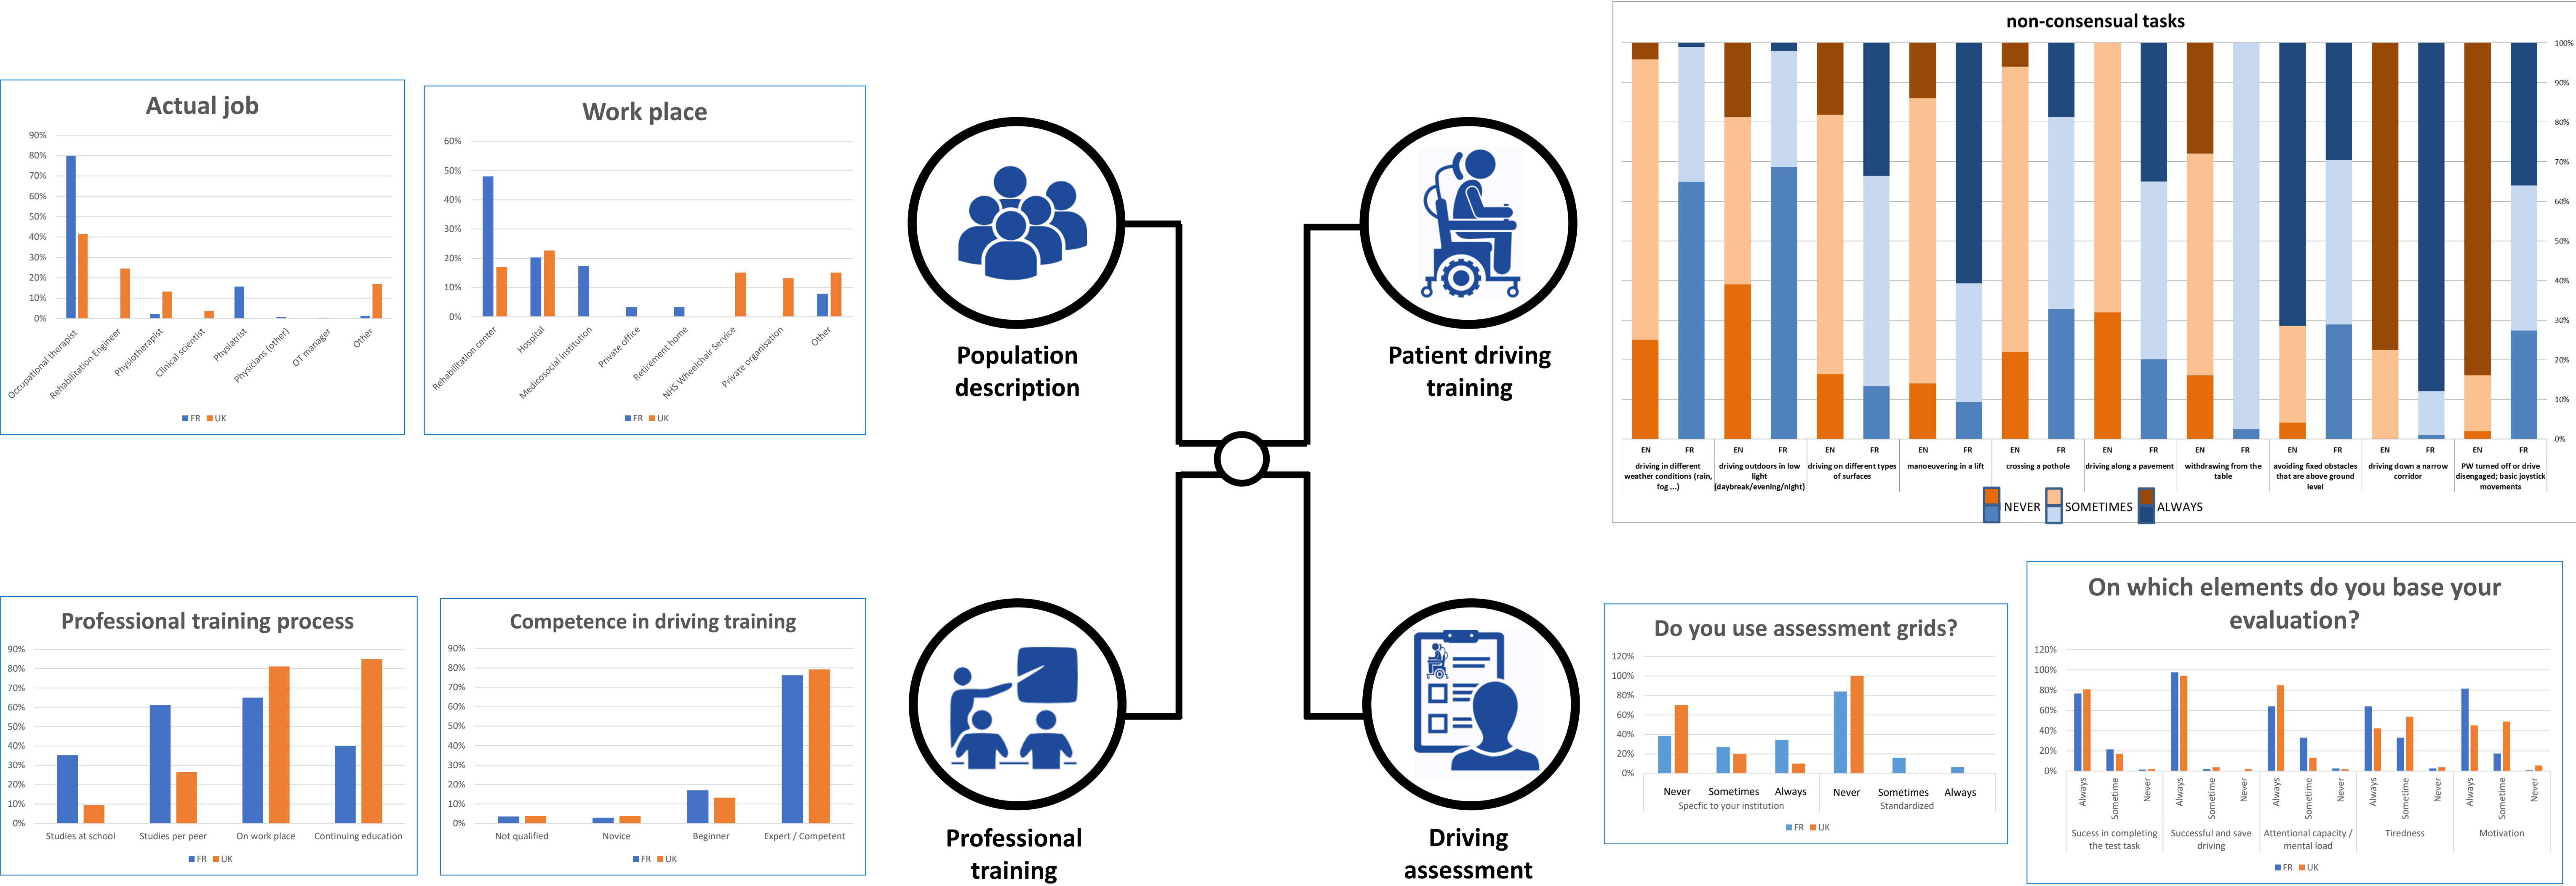 Actual job
90%
80%
70%
60%
50%
40%
30%
20%
10%
0%
Occupational therapist
Rehabilitation Engineer
Physiotherapist
Clinical scientist
Physiatrist
Physicians (other)
OT manager
Other
FR UK
Work place
60%
50%
40%
30%
20%
10%
0%
Rehabilitation center
Hospital
Medicosocial institution
Private office
Retirement home
NHS Wheelchair Service
Private organisation
Other
FR UK
Population
description
Patient driving
training
non-consensual tasks
100%
90%
80%
70%
60%
50%
40%
30%
20%
10%
0%
EN FR EN FR EN FR EN FR EN FR EN FR EN FR EN FR EN FR EN FR
driving in different
weather conditions (rain,
fog ...)
driving outdoors in low
light
(daybreak/evening/night)
driving on different types
of surfaces
manoeuvering in a lift
crossing a pothole
driving along a pavement
withdrawing from the
table
avoiding fixed obstacles
that are above ground
level
driving down a narrow
corridor
PW turned off or drive
disengaged; basic joystick
movements
NEVER SOMETIMES ALWAYS
Professional training process
90%
80%
70%
60%
50%
40%
30%
20%
10%
0%
Studies at school Studies per peer On work place Continuing education
FR UK
Competence in driving training
90%
80%
70%
60%
50%
40%
30%
20%
10%
0%
Not qualified Novice Beginner Expert / Competent
FR UK
Professional
training
Driving
assessment
Do you use assessment grids?
120%
100%
80%
60%
40%
20%
0%
Never Sometimes Always Never Sometimes Always
Specfic to your institution Standardized
FR UK
On which elements do you base your
evaluation?
120%
100%
80%
60%
40%
20%
0%
Always Sometime Never Always Sometime Never Always Sometime Never Always Sometime Never Always Sometime Never
Sucess in completing
the test task
Successful and save
driving
Attentional capacity /
mental load
Tiredness
Motivation
FR UK